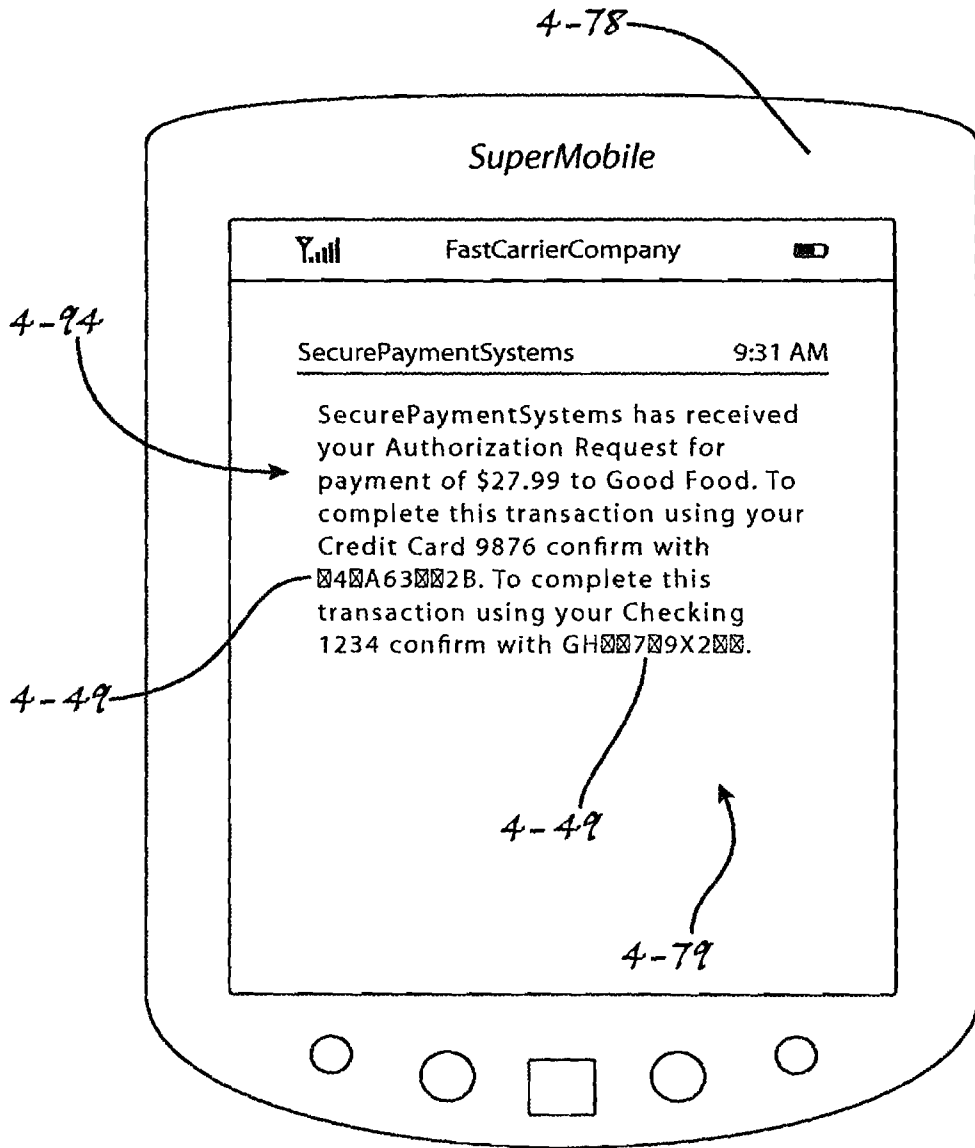 4-78
SuperMobile
FastCarrierCompany
4-94
SecurePaymentSystems 9:31 AM
SecurePaymentSystems has received
your Authorization Request for
payment of $27.99 to Good Food. To
complete this transaction using your
Credit Card 9876 confirm with
☒4☒A63☒☒2B. To complete this
transaction using your Checking
1234 confirm with GH☒☒7☒9X2☒☒.
4-49
4-49
4-79